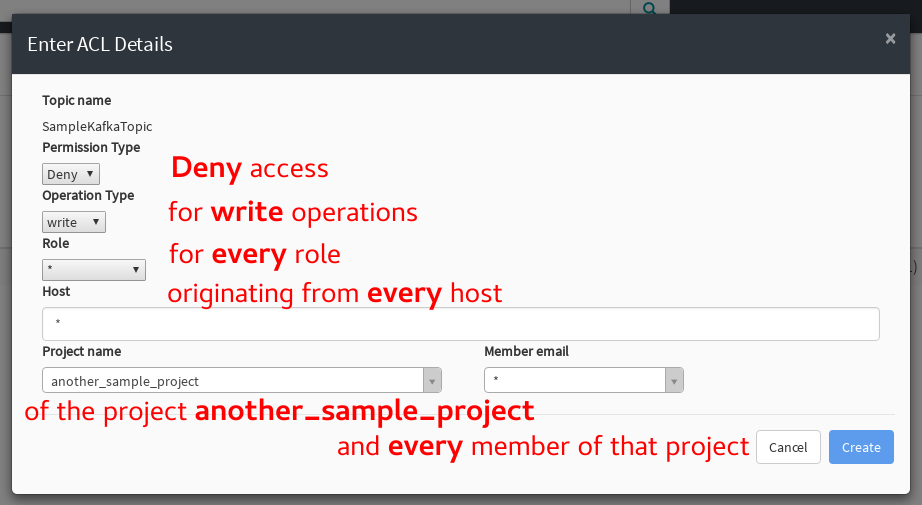 Enter ACL Details ×
Topic name
SampleKafkaTopic
Permission Type
Deny
Deny access
Operation Type
write
for write operations
Role
*
for every role
Host
originating from every host
*
Project name Member email
another_sample_project *
of the project another_sample_project
and every member of that project
Cancel Create